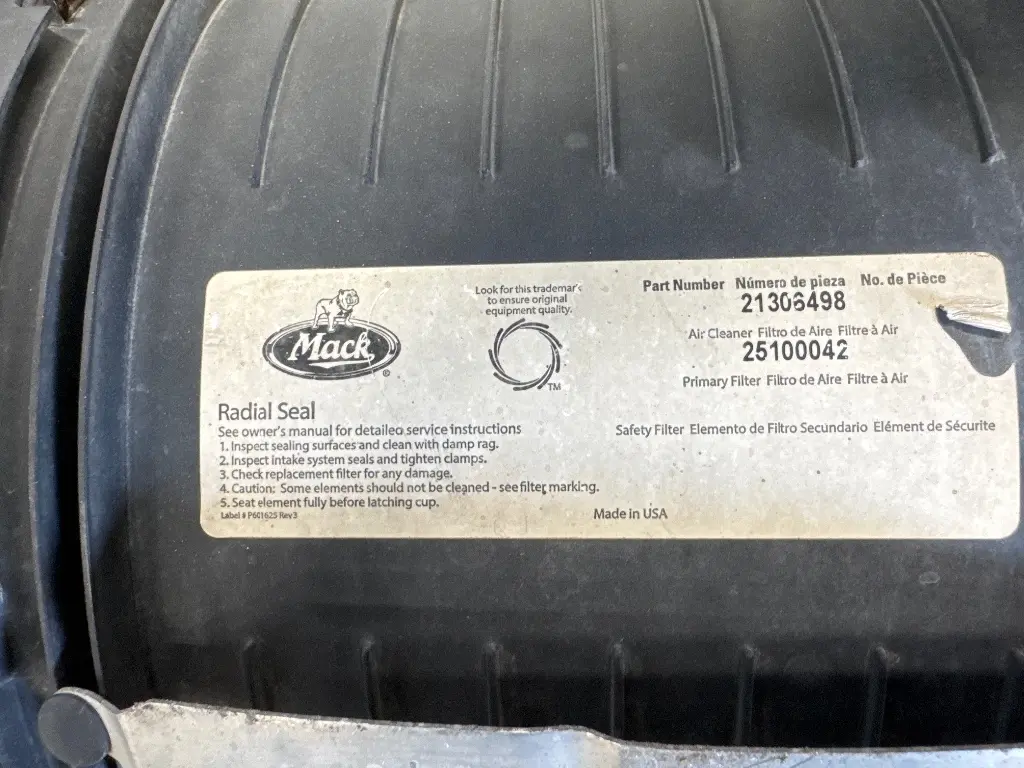 Mack
®
Look for this trademark
to ensure original
equipment quality.
TM
Part Number Número de pieza No. de Pièce
21306498
Air Cleaner Filtro de Aire Filtre à Air
25100042
Primary Filter Filtro de Aire Filtre à Air
Safety Filter Elemento de Filtro Secundario Elément de Sécurite
Radial Seal
See owner's manual for detailed service instructions
1. Inspect sealing surfaces and clean with damp rag.
2. Inspect intake system seals and tighten clamps.
3. Check replacement filter for any damage.
4. Caution: Some elements should not be cleaned - see filter marking.
5. Seat element fully before latching cup.
Label # P601625 Rev3
Made in USA